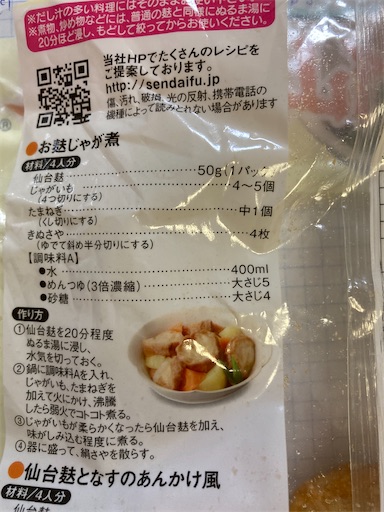 ※だし汁の多い料理にはそのまま
※煮物、炒め物などには、普通の麩と同様にぬるま湯に
20分ほど浸し、もどして絞ってからお使い
当社HPでたくさんのレシピを
ご提案しております。
http://sendaifu.jp/
傷、汚れ、破損、光の反射、携帯電話の
機種によって読みとれない場合があります
●お麩じゃが煮
材料/4人分
仙台麩 50g(1パック
じゃがいも 4〜5個
(4つ切りにする)
たまねぎ 中1個
(くし切りにする)
きぬさや 4枚
(ゆでて斜め半分切りにする)
【調味料A】
●水 400ml
●めんつゆ(3倍濃縮) 大さじ5
●砂糖 大さじ4
作り方
①仙台麩を20分程度
ぬるま湯に浸し、
水気を切っておく。
②鍋に調味料Aを入れ、
じゃがいも、たまねぎを
加えて火にかけ、沸騰
したら弱火でコトコト煮る。
③じゃがいもが柔らかくなったら仙台麩を加え、
味がしみ込む程度に煮る。
④器に盛って、絹さやを散らす。
●仙台麩となすのあんかけ風
材料/4人分